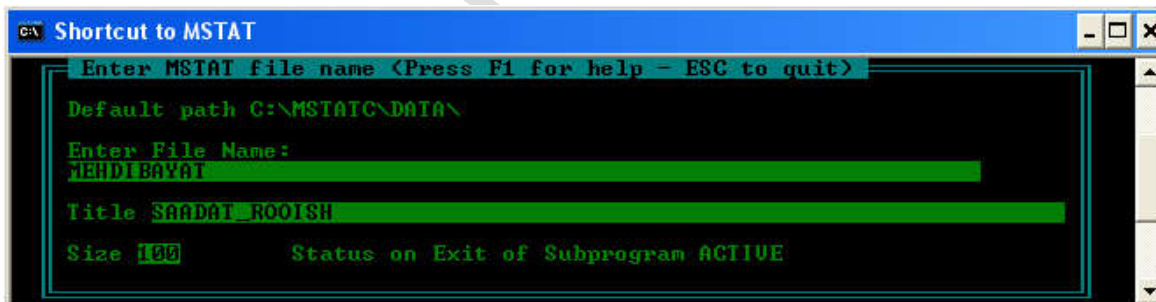 Shortcut to MSTAT
Enter MSTAT file name (Press F1 for help - ESC to quit)
Default path C:\MSTATC\DATA\
Enter File Name:
MEHDIBAYAT
Title SAADAT_ROOISH
Size 100 Status on Exit of Subprogram ACTIVE